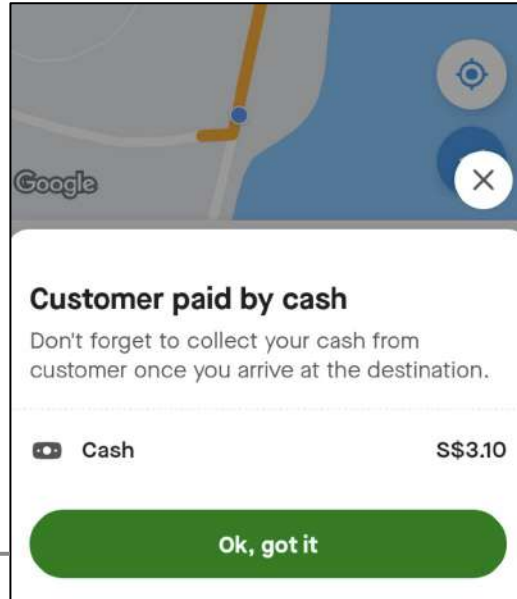 Google
Customer paid by cash
Don't forget to collect your cash from
customer once you arrive at the destination.
Cash S$3.10
Ok, got it